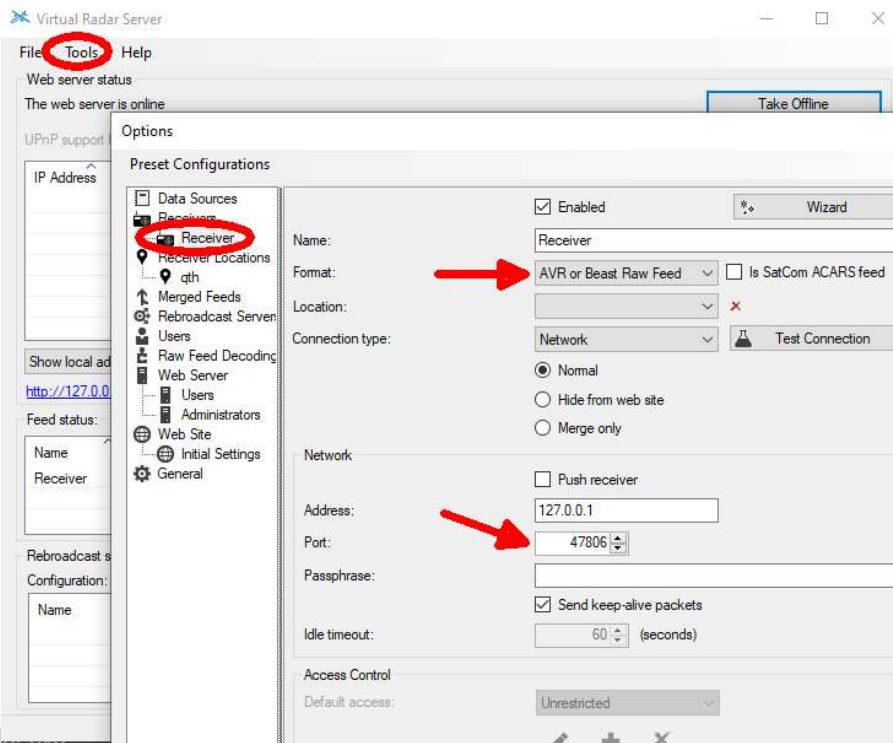 Virtual Radar Server
File Tools Help
Web server status
The web server is online
Take Offline
UPnP support
IP Address
Show local ad
http://127.0.0
Feed status:
Name
Receiver
Rebroadcast s
Configuration:
Name
Options
Preset Configurations
Data Sources
Receivers
Receiver
Receiver Locations
qth
Merged Feeds
Rebroadcast Server
Users
Raw Feed Decoding
Web Server
Users
Administrators
Web Site
Initial Settings
General
Enabled
Wizard
Name: Receiver
Format: AVR or Beast Raw Feed Is SatCom ACARS feed
Location:
Connection type: Network Test Connection
Normal
Hide from web site
Merge only
Network
Push receiver
Address: 127.0.0.1
Port: 47806
Passphrase:
Send keep-alive packets
Idle timeout: 60 (seconds)
Access Control
Default access: Unrestricted